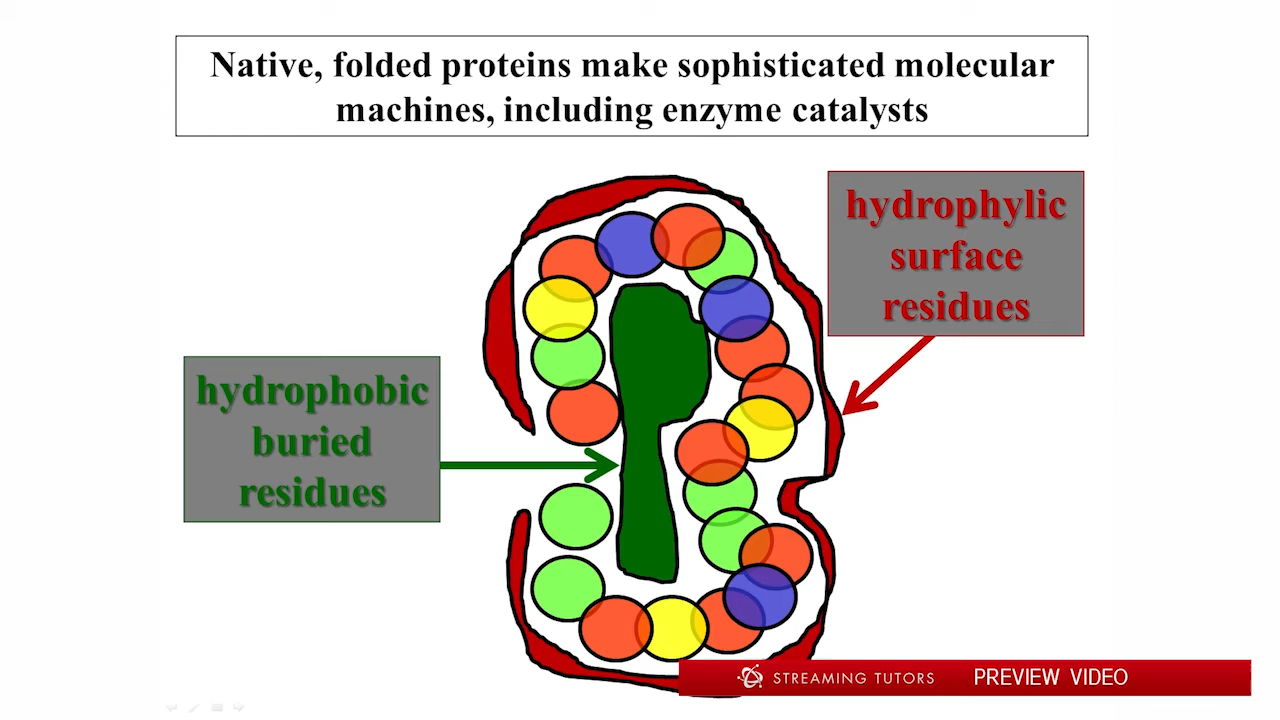 Native, folded proteins make sophisticated molecular
machines, including enzyme catalysts
hydrophylic
surface
residues
hydrophobic
buried
residues
STREAMING TUTORS PREVIEW VIDEO